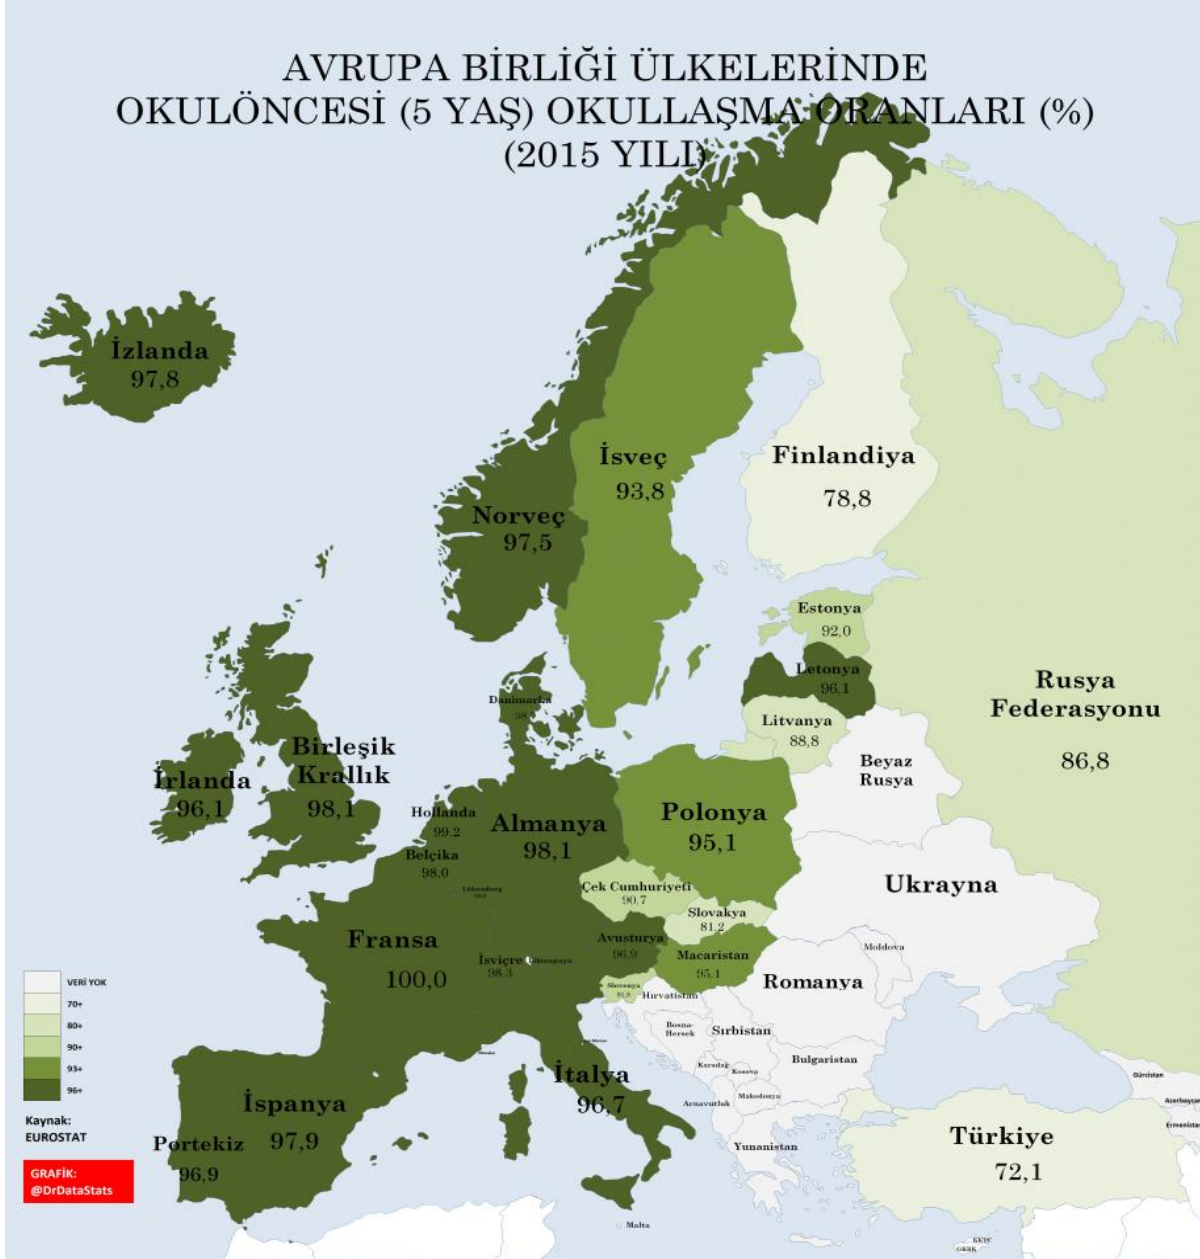 AVRUPA BİRLİĞİ ÜLKELERİNDE
OKULÖNCESİ (5 YAŞ) OKULLAŞMA ORANLARI (%)
(2015 YILI)
İzlanda
97,8
İsveç
93,8
Finlandiya
78,8
Norveç
97,5
Estonya
92,0
Letonya
96,1
Litvanya
88,8
Rusya
Federasyonu
86,8
Danimarka
Birleşik
Krallık
98,1
İrlanda
96,1
Beyaz
Rusya
Hollanda
99,2
Almanya
98,1
Polonya
95,1
Belçika
98,0
Ukrayna
Çek Cumhuriyeti
90,7
Slovakya
81,2
Fransa
100,0
Avusturya
96,9
Macaristan
95,1
Moldova
İsviçre
98,3
Romanya
Slovenya
Hırvatistan
Bosna-
Hersek
Sırbistan
Bulgaristan
Karadağ
Kosova
Makedonya
Arnavutluk
Yunanistan
İtalya
96,7
İspanya
97,9
Portekiz
96,9
Türkiye
72,1
Gürcistan
Azerbaycan
Ermenistan
Malta
KKTC
GKRK
VERİ YOK
70+
80+
90+
93+
96+
Kaynak:
EUROSTAT
GRAFİK:
@DrDataStats